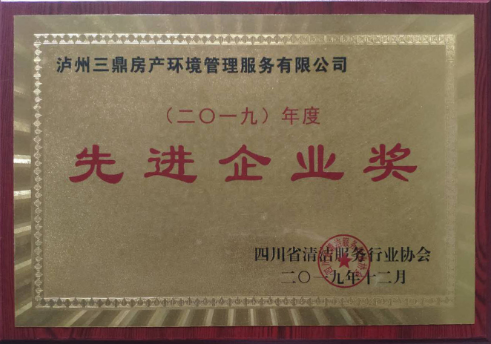 泸州三鼎房产环境管理服务有限公司
（二〇一九）年度
先进企业奖
四川省清洁服务行业协会
二〇一九年十二月